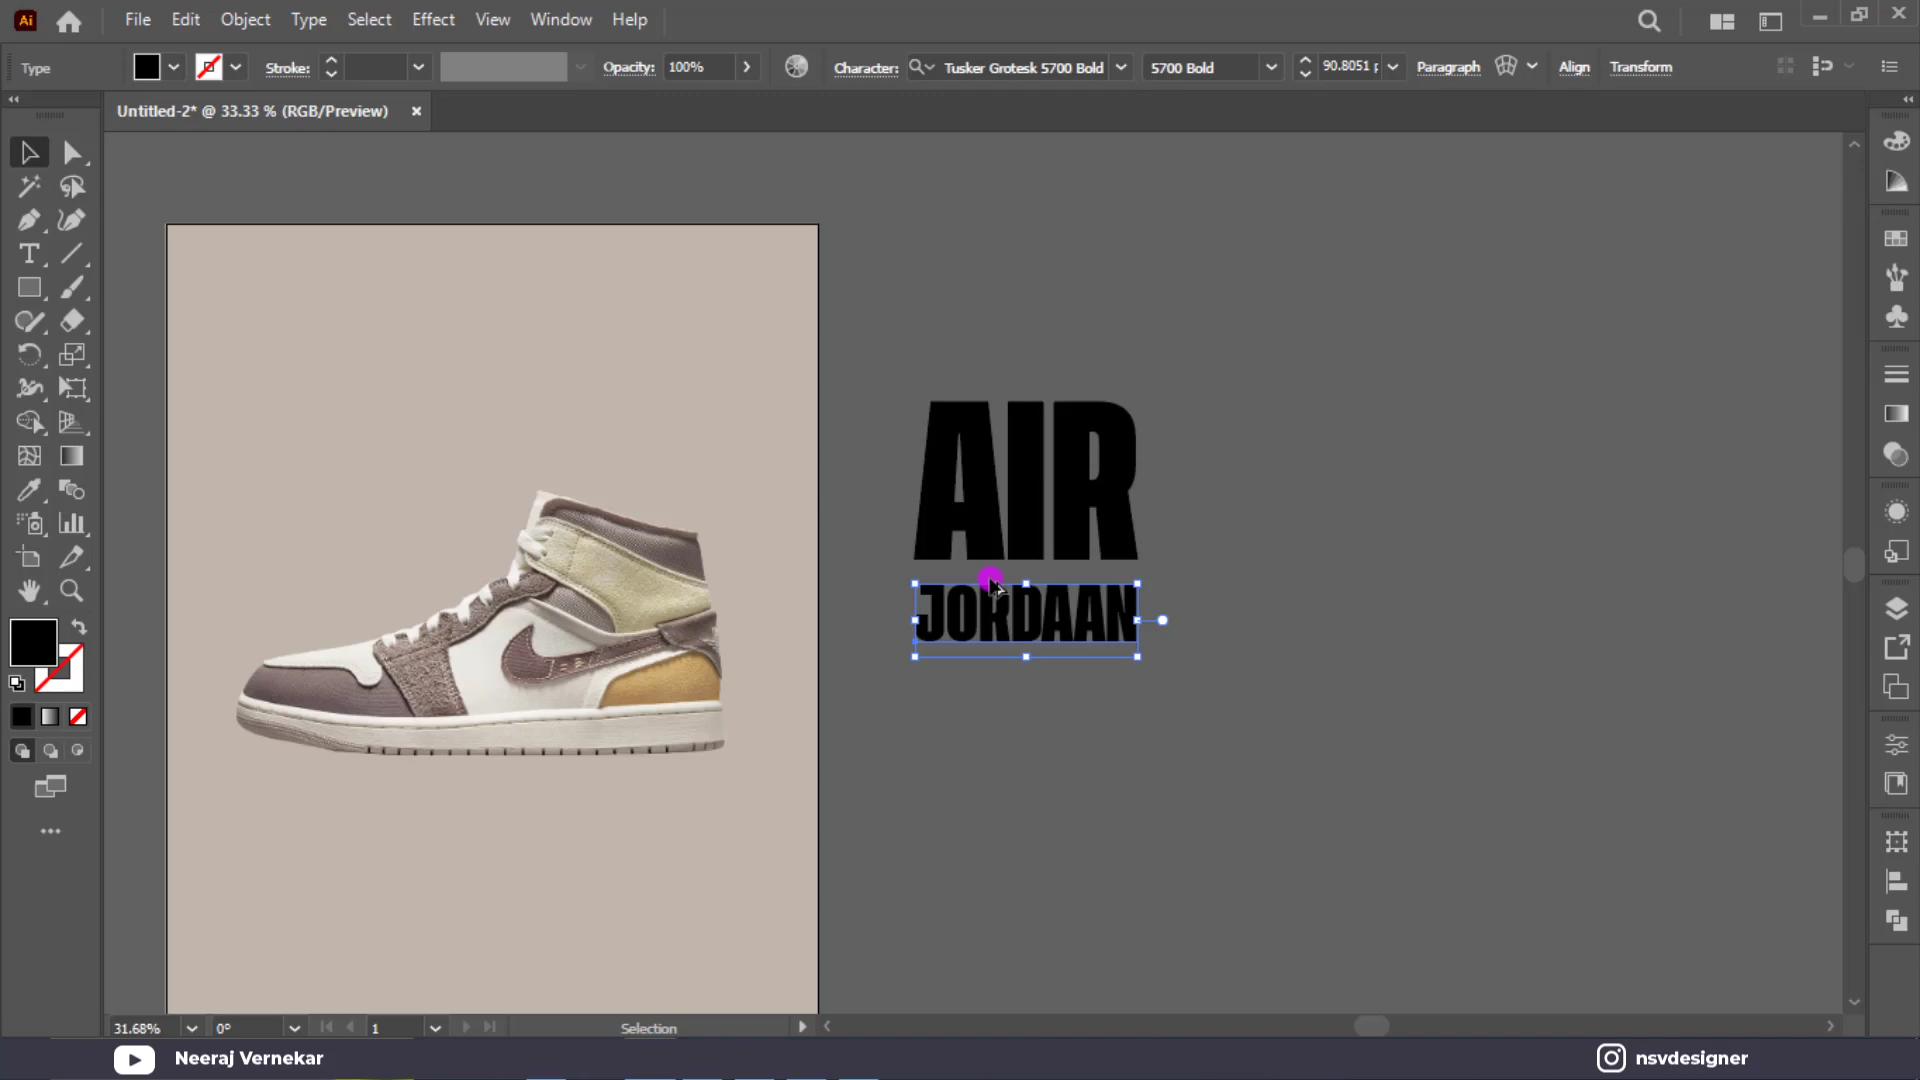 Ai File Edit Object Type Select Effect View Window Help
Type Stroke: Opacity: 100% Character: Tusker Grotesk 5700 Bold 5700 Bold 90.8051 p Paragraph Align Transform
Untitled-2* @ 33.33 % (RGB/Preview)
AIR
JORDAAN
31.68% 0° 1 Selection
Neeraj Vernekar nsvdesigner